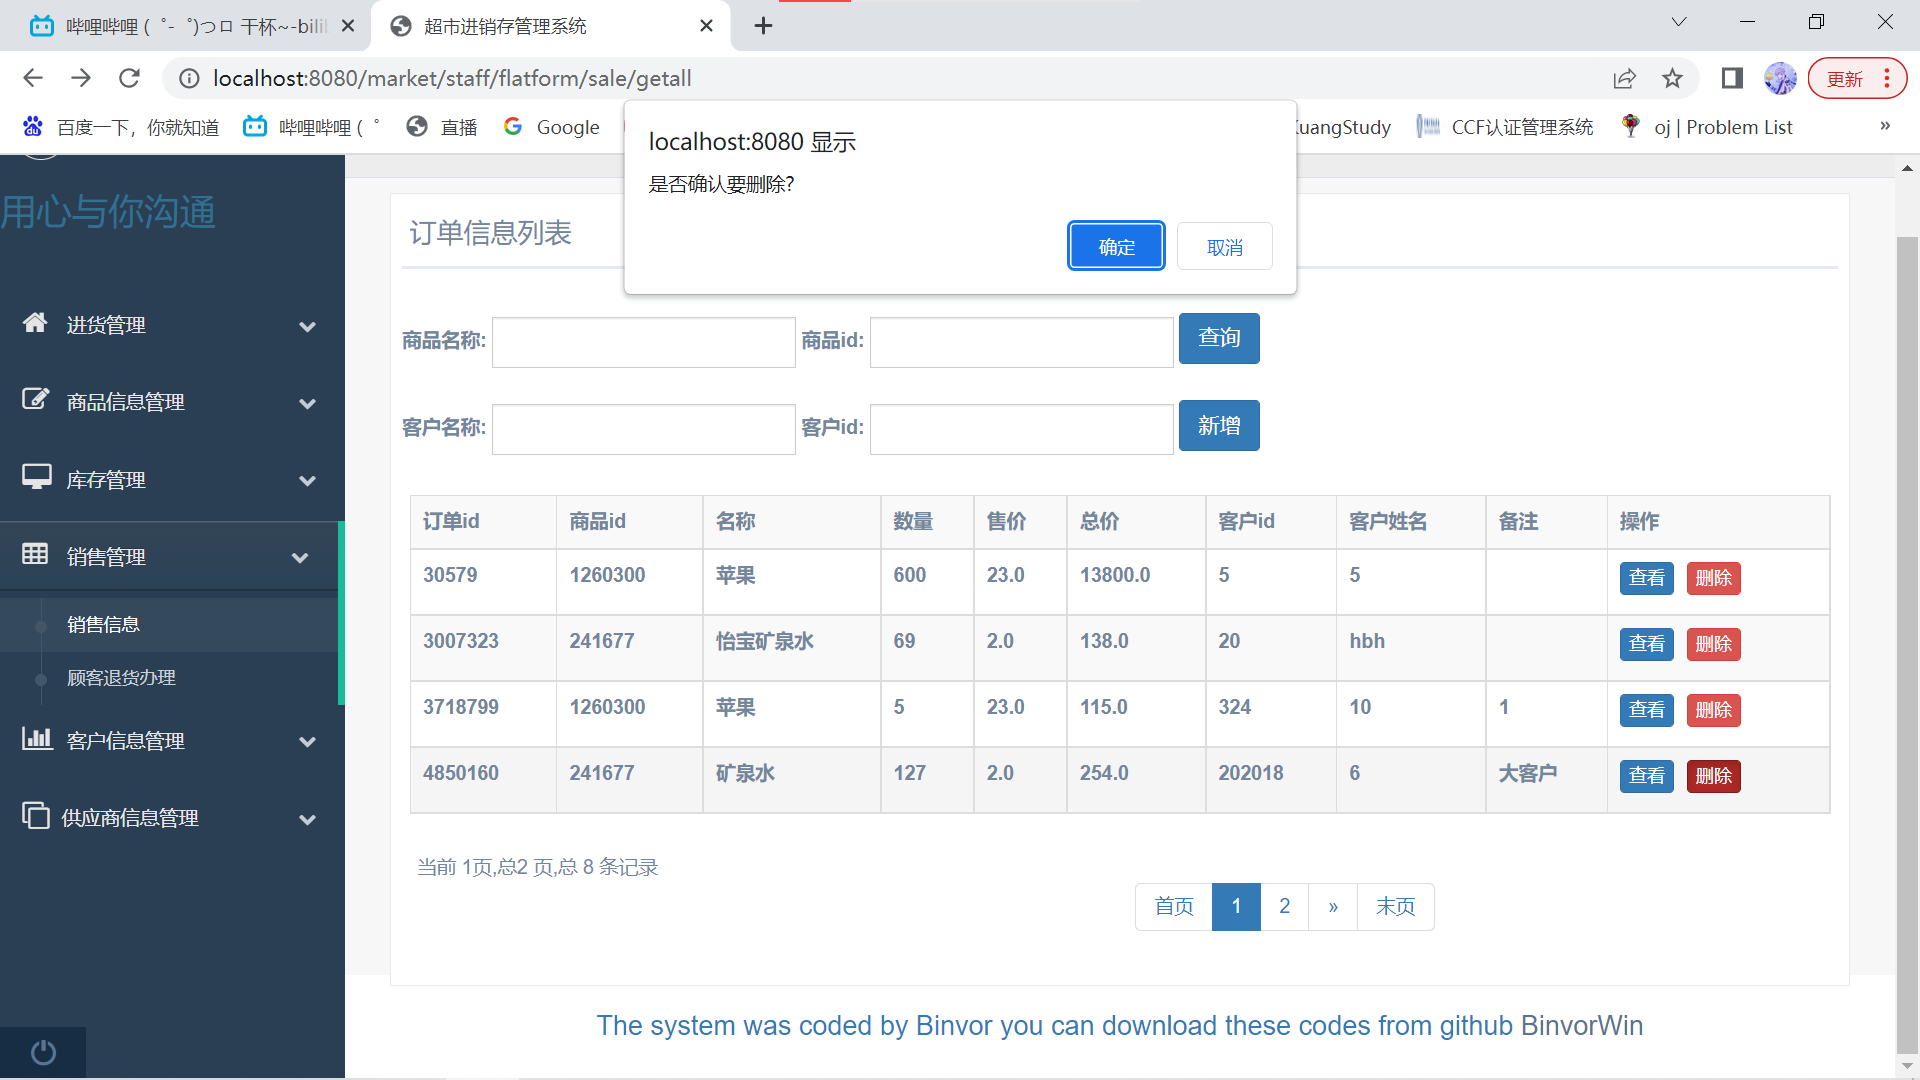 哔哩哔哩 (゜-゜)つロ 干杯~-bili
超市进销存管理系统
localhost:8080/market/staff/flatform/sale/getall
更新
百度一下，你就知道
哔哩哔哩 (゜
直播
Google
KuangStudy
CCF认证管理系统
oj | Problem List
»
localhost:8080 显示
是否确认要删除?
确定
取消
用心与你沟通
进货管理
商品信息管理
库存管理
销售管理
销售信息
顾客退货办理
客户信息管理
供应商信息管理
订单信息列表
商品名称: 商品id: 查询
客户名称: 客户id: 新增
订单id 商品id 名称 数量 售价 总价 客户id 客户姓名 备注 操作
30579 1260300 苹果 600 23.0 13800.0 5 5 查看 删除
3007323 241677 怡宝矿泉水 69 2.0 138.0 20 hbh 查看 删除
3718799 1260300 苹果 5 23.0 115.0 324 10 1 查看 删除
4850160 241677 矿泉水 127 2.0 254.0 202018 6 大客户 查看 删除
当前 1页,总2 页,总 8 条记录
首页 1 2 » 末页
The system was coded by Binvor you can download these codes from github BinvorWin